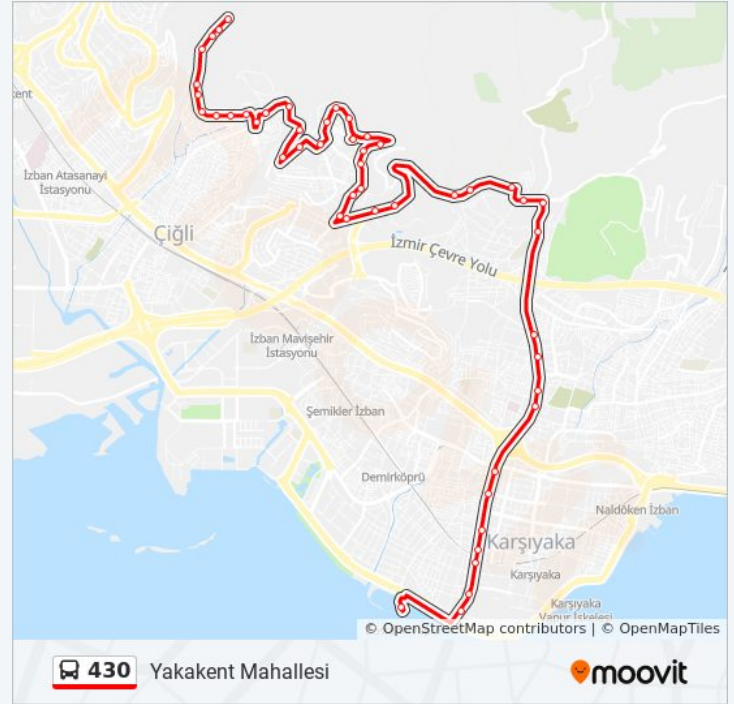 kent
İzban Atasanayi
İstasyonu
Çiğli
İzmir Çevre Yolu
İzban Mavişehir
İstasyonu
Şemikler İzban
Demirköprü
Naldöken İzban
Karşıyaka
Karşıyaka
Karşıyaka
Vapur İskelesi
© OpenStreetMap contributors | © OpenMapTiles
430 Yakakent Mahallesi
moovit